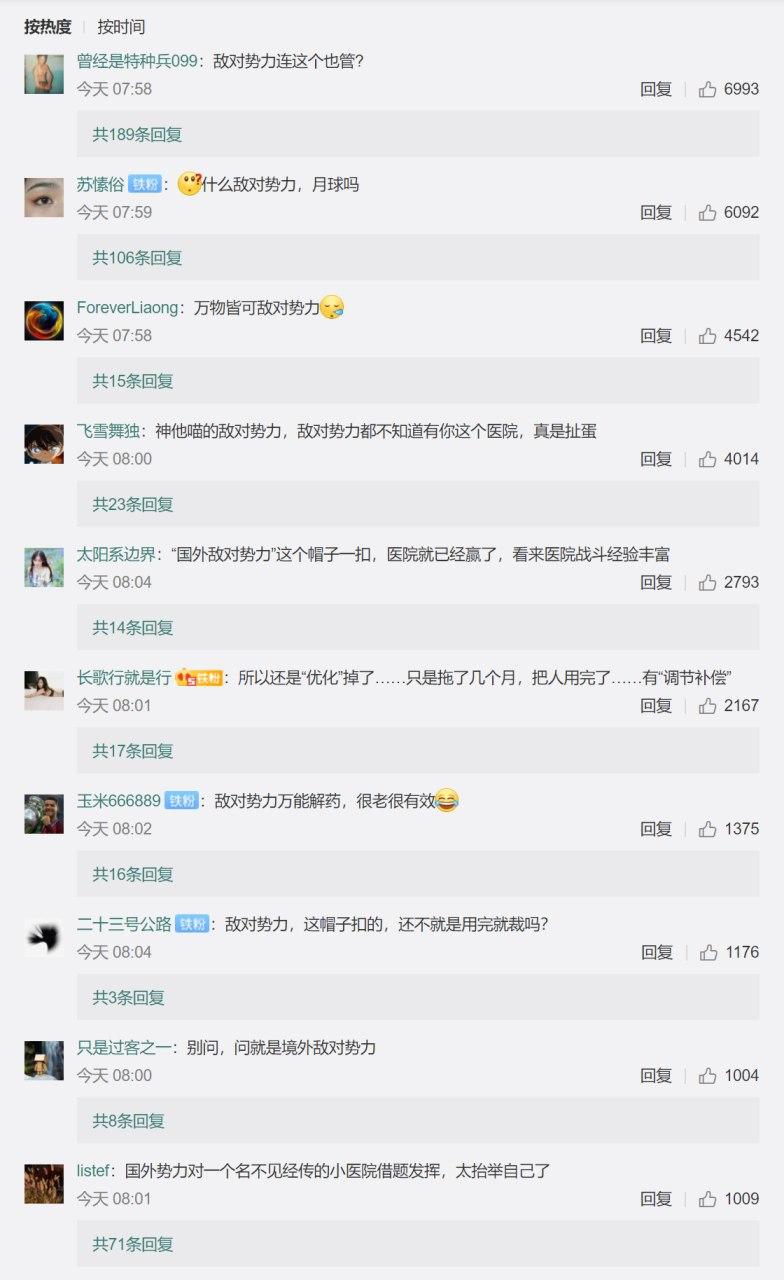 按热度 | 按时间
曾经是特种兵099：敌对势力连这个也管？
今天 07:58 回复 | 6993
共189条回复
苏愫俗 铁粉：什么敌对势力，月球吗
今天 07:59 回复 | 6092
共106条回复
ForeverLiaong：万物皆可敌对势力
今天 07:58 回复 | 4542
共15条回复
飞雪舞独：神他喵的敌对势力，敌对势力都不知道有你这个医院，真是扯蛋
今天 08:00 回复 | 4014
共23条回复
太阳系边界：“国外敌对势力”这个帽子一扣，医院就已经赢了，看来医院战斗经验丰富
今天 08:04 回复 | 2793
共14条回复
长歌行就是行 5铁粉：所以还是“优化”掉了……只是拖了几个月，把人用完了……有“调节补偿”
今天 08:01 回复 | 2167
共17条回复
玉米666889 铁粉：敌对势力万能解药，很老很有效
今天 08:02 回复 | 1375
共16条回复
二十三号公路 铁粉：敌对势力，这帽子扣的，还不就是用完就裁吗？
今天 08:04 回复 | 1176
共3条回复
只是过客之一：别问，问就是境外敌对势力
今天 08:00 回复 | 1004
共8条回复
listef：国外势力对一个名不见经传的小医院借题发挥，太抬举自己了
今天 08:01 回复 | 1009
共71条回复